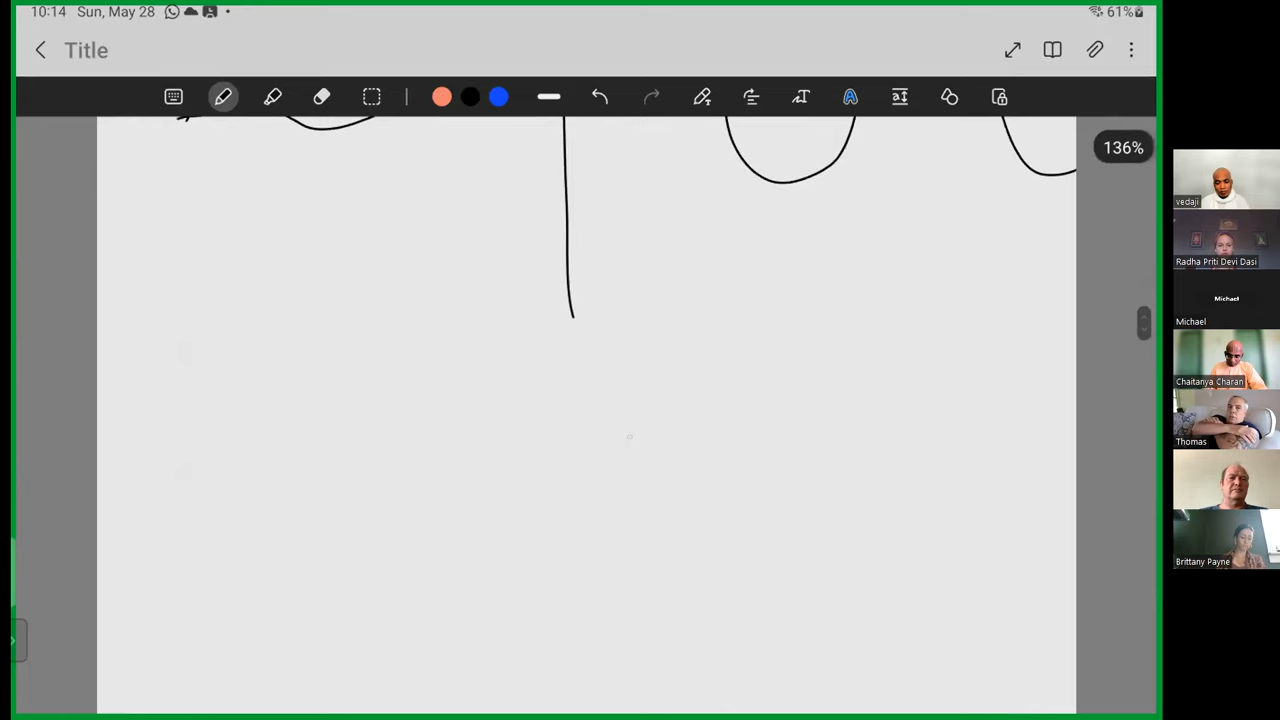 10:14 Sun, May 28
61%
Title
136%
vedaji
Radha Priti Devi Dasi
Michael
Michael
Chaitanya Charan
Thomas
Brittany Payne